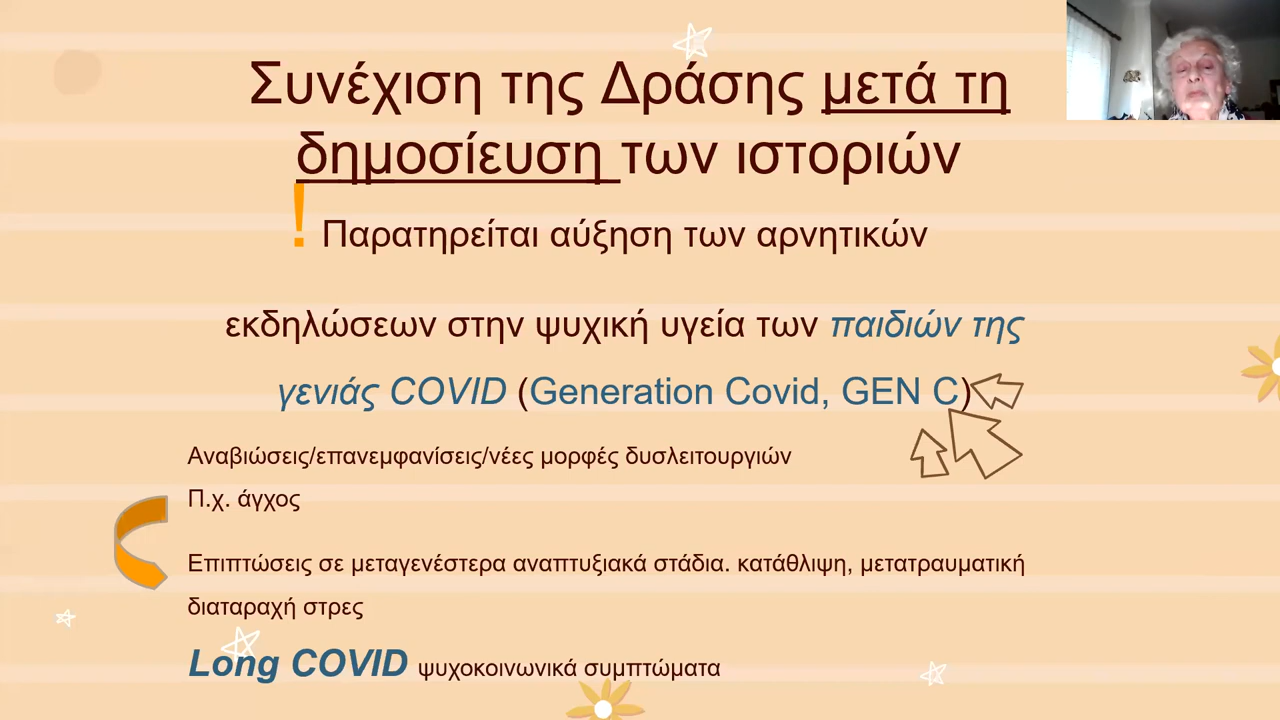 Συνέχιση της Δράσης μετά τη
δημοσίευση των ιστοριών
! Παρατηρείται αύξηση των αρνητικών
εκδηλώσεων στην ψυχική υγεία των παιδιών της
γενιάς COVID (Generation Covid, GEN C)
Αναβιώσεις/επανεμφανίσεις/νέες μορφές δυσλειτουργιών
Π.χ. άγχος
Επιπτώσεις σε μεταγενέστερα αναπτυξιακά στάδια. κατάθλιψη, μετατραυματική
διαταραχή στρες
Long COVID ψυχοκοινωνικά συμπτώματα